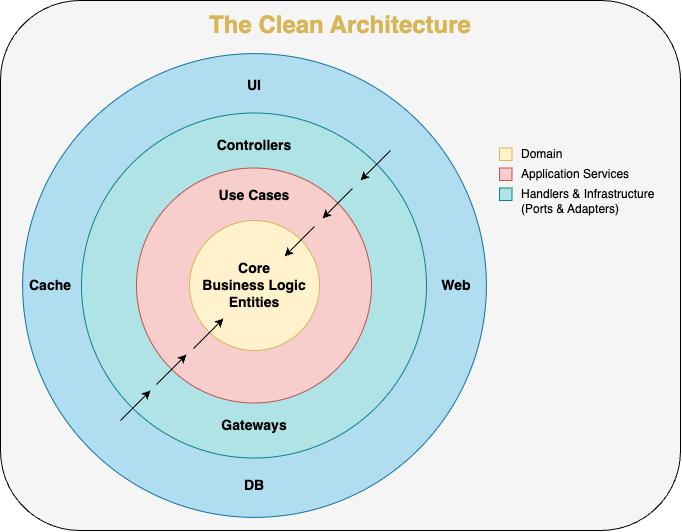 The Clean Architecture
UI
Controllers
Use Cases
Core
Business Logic
Entities
Cache
Web
Gateways
DB
Domain
Application Services
Handlers & Infrastructure
(Ports & Adapters)